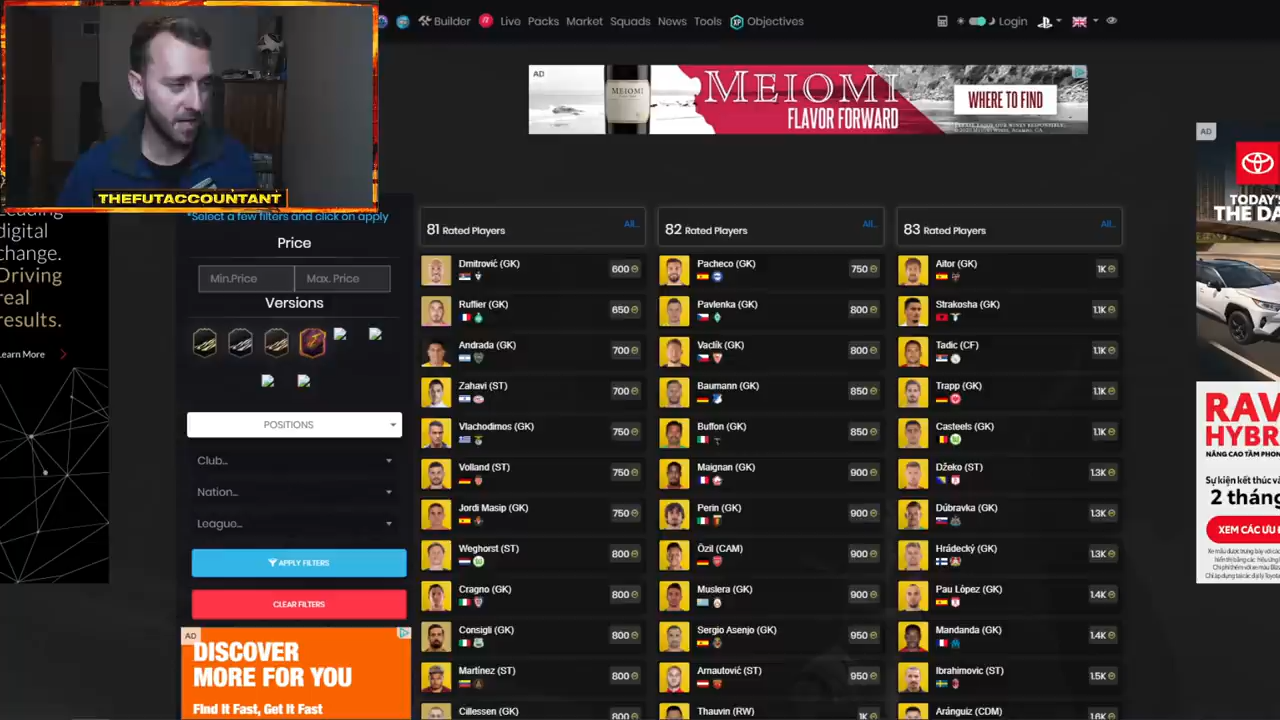 Builder
Live
Packs
Market
Squads
News
Tools
XP
Objectives
Login
AD
MEIOMI
FLAVOR FORWARD
WHERE TO FIND
THEFUTACCOUNTANT
digital
change.
Driving
real
results.
Learn More
*Select a few filters and click on apply
Price
Min.Price
Max. Price
Versions
POSITIONS
Club...
Nation...
League...
APPLY FILTERS
CLEAR FILTERS
AD
DISCOVER
MORE FOR YOU
Find It Fast, Get It Fast
81 Rated Players All...
Dmitrović (GK) 600
Ruffier (GK) 650
Andrada (GK) 700
Zahavi (ST) 700
Vlachodimos (GK) 750
Volland (ST) 750
Jordi Masip (GK) 750
Weghorst (ST) 800
Cragno (GK) 800
Consigli (GK) 800
Martínez (ST) 800
Cillessen (GK) 800
82 Rated Players All...
Pacheco (GK) 750
Pavlenka (GK) 800
Vaclík (GK) 800
Baumann (GK) 850
Buffon (GK) 850
Maignan (GK) 900
Perin (GK) 900
Özil (CAM) 900
Muslera (GK) 900
Sergio Asenjo (GK) 950
Arnautović (ST) 950
Thauvin (RW) 1K
83 Rated Players All...
Aitor (GK) 1K
Strakosha (GK) 1.1K
Tadic (CF) 1.1K
Trapp (GK) 1.1K
Casteels (GK) 1.1K
Džeko (ST) 1.3K
Dúbravka (GK) 1.3K
Hrádecký (GK) 1.3K
Pau López (GK) 1.4K
Mandanda (GK) 1.4K
Ibrahimovic (ST) 1.5K
Aránguiz (CDM) 1.6K
AD
TOYOTA
TODAY'S
THE DA
RAV
HYBR
NÂNG CAO TẦM PHON
Sự kiện kết thúc và
2 tháng
XEM CÁC ƯU Đ